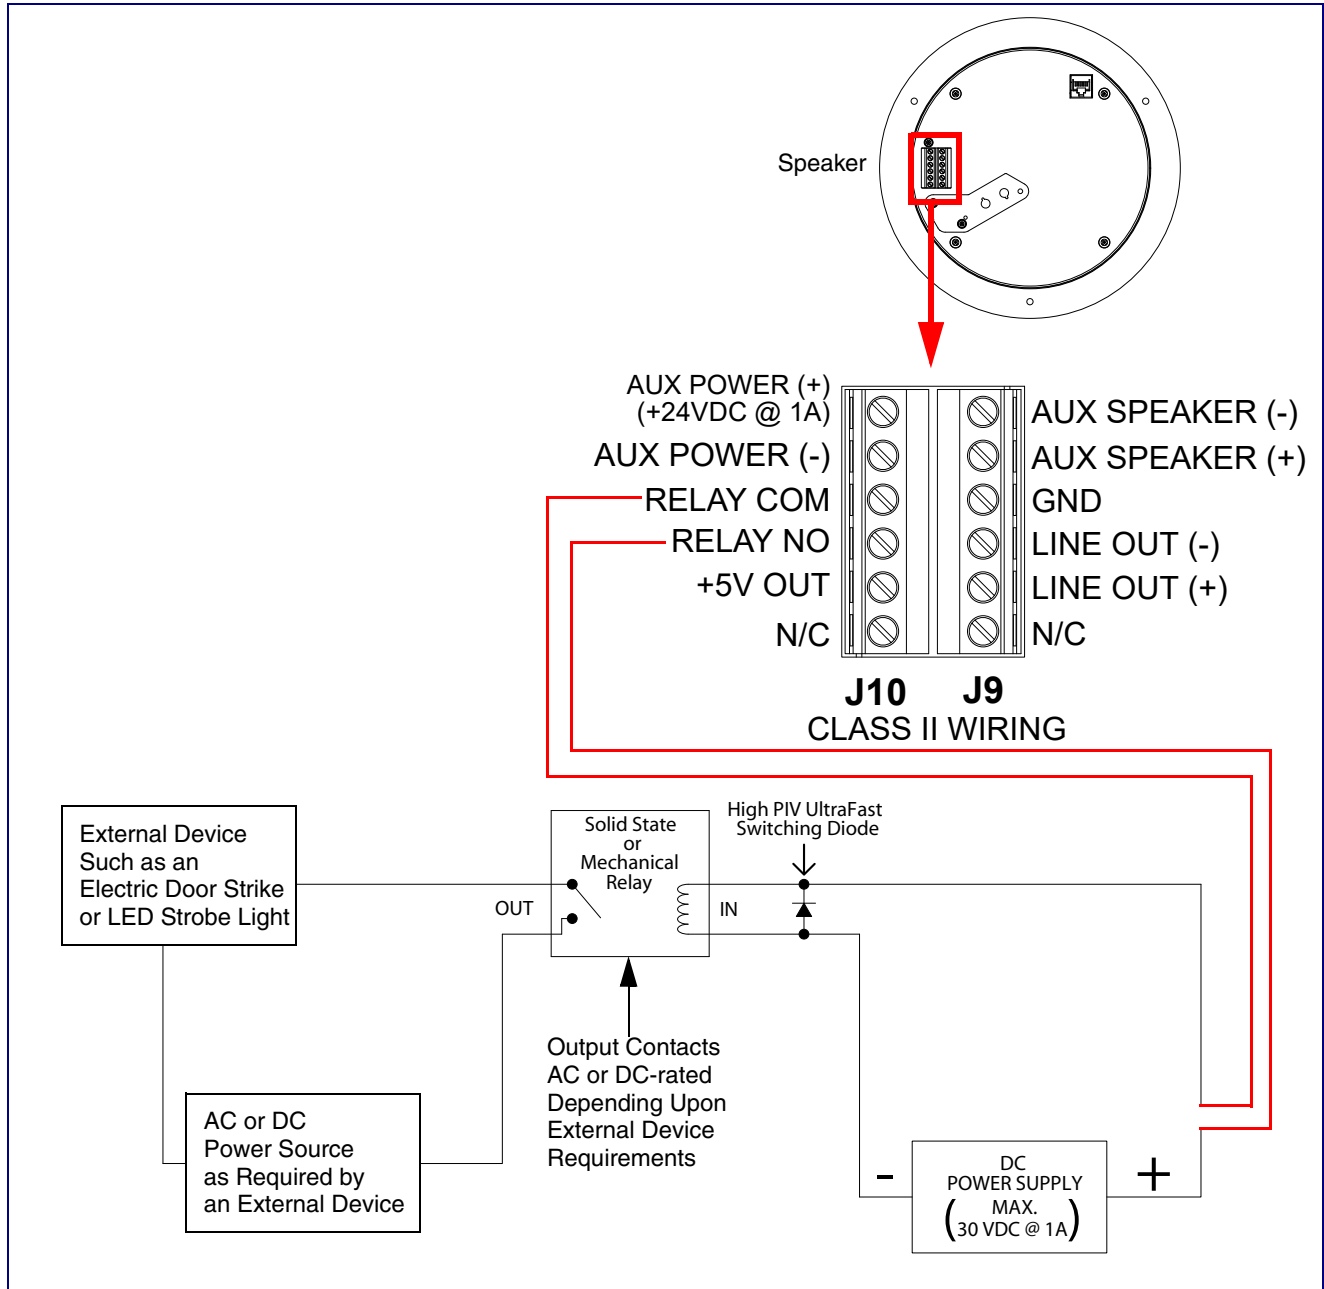 Speaker
AUX POWER (+)
(+24VDC @ 1A)
AUX POWER (-)
RELAY COM
RELAY NO
+5V OUT
N/C
AUX SPEAKER (-)
AUX SPEAKER (+)
GND
LINE OUT (-)
LINE OUT (+)
N/C
J10 J9
CLASS II WIRING
External Device
Such as an
Electric Door Strike
or LED Strobe Light
Solid State
or
Mechanical
Relay
OUT
IN
High PIV UltraFast
Switching Diode
Output Contacts
AC or DC-rated
Depending Upon
External Device
Requirements
AC or DC
Power Source
as Required by
an External Device
-
DC
POWER SUPPLY
( MAX.
30 VDC @ 1A )
+